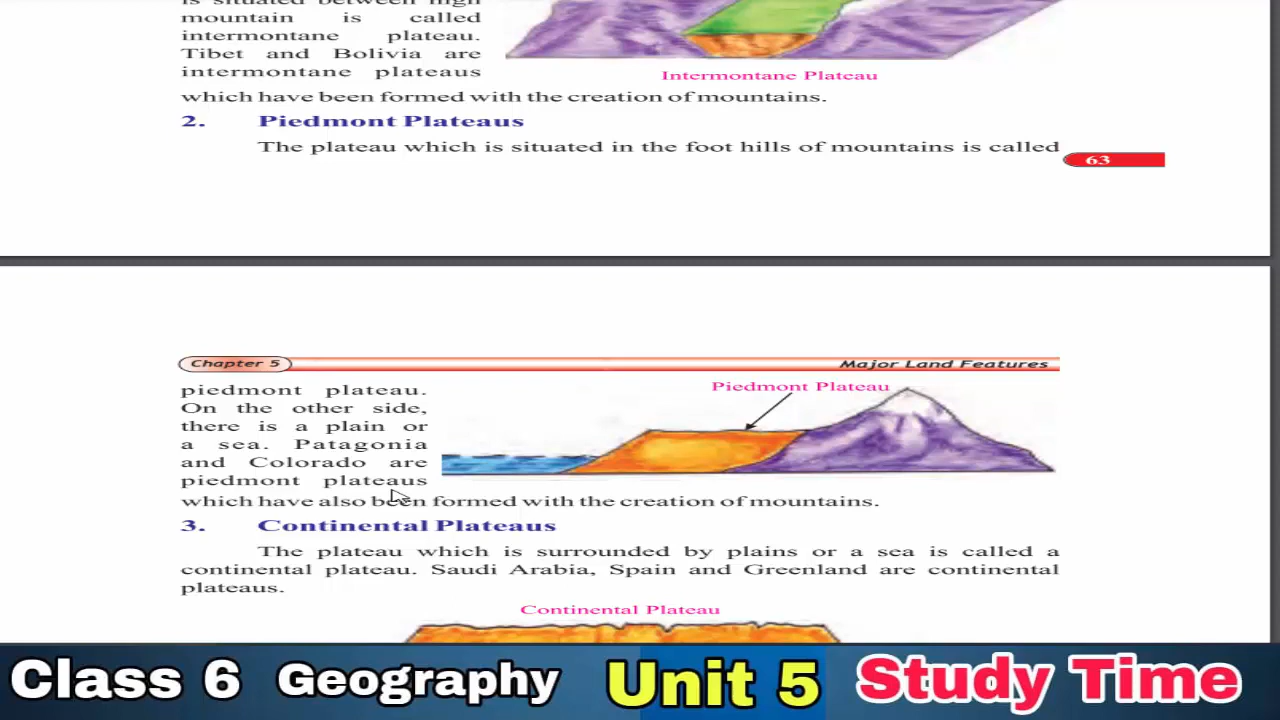 is situated between high
mountain is called
intermontane plateau.
Tibet and Bolivia are
intermontane plateaus
Intermontane Plateau
which have been formed with the creation of mountains.
2. Piedmont Plateaus
The plateau which is situated in the foot hills of mountains is called
63
Chapter 5
Major Land Features
piedmont plateau.
On the other side,
there is a plain or
a sea. Patagonia
and Colorado are
piedmont plateaus
Piedmont Plateau
which have also been formed with the creation of mountains.
3. Continental Plateaus
The plateau which is surrounded by plains or a sea is called a
continental plateau. Saudi Arabia, Spain and Greenland are continental
plateaus.
Continental Plateau
Class 6 Geography Unit 5 Study Time